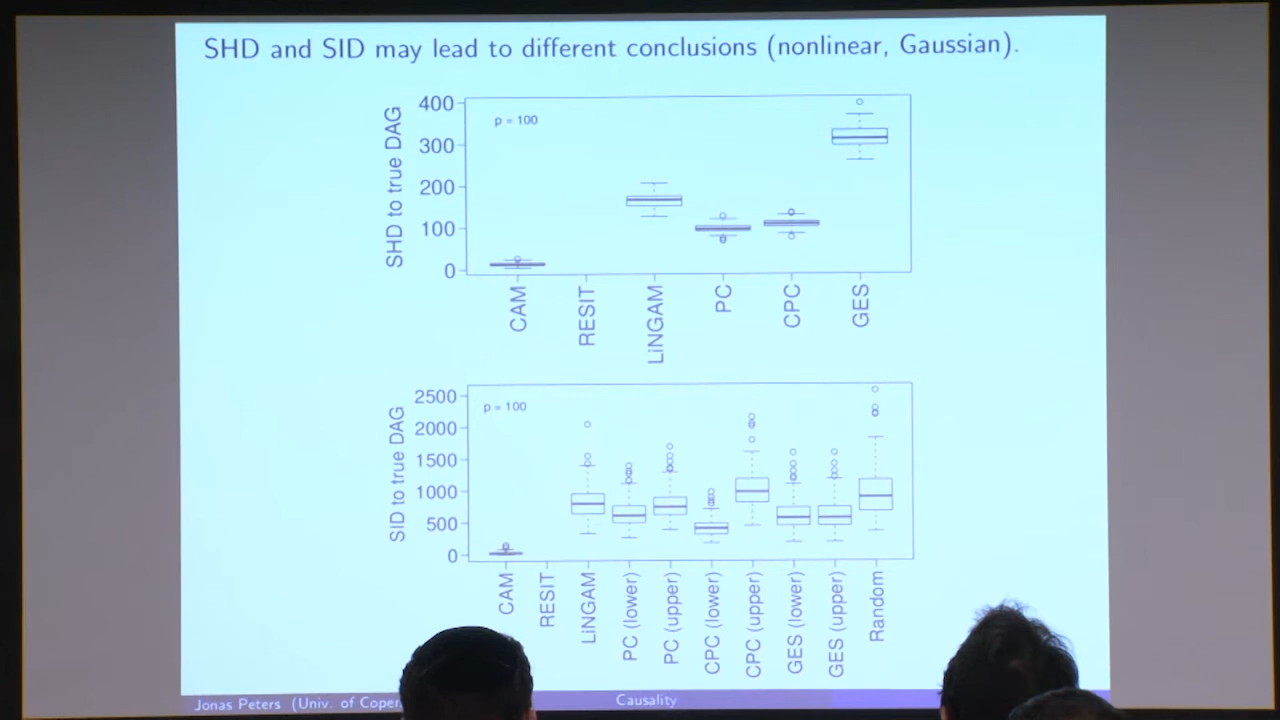 SHD and SID may lead to different conclusions (nonlinear, Gaussian).
SHD to true DAG
400
300
200
100
0
p = 100
CAM
RESIT
LiNGAM
PC
CPC
GES
SID to true DAG
2500
2000
1500
1000
500
0
p = 100
CAM
RESIT
LiNGAM
PC (lower)
PC (upper)
CPC (lower)
CPC (upper)
GES (lower)
GES (upper)
Random
Jonas Peters (Univ. of
Causality